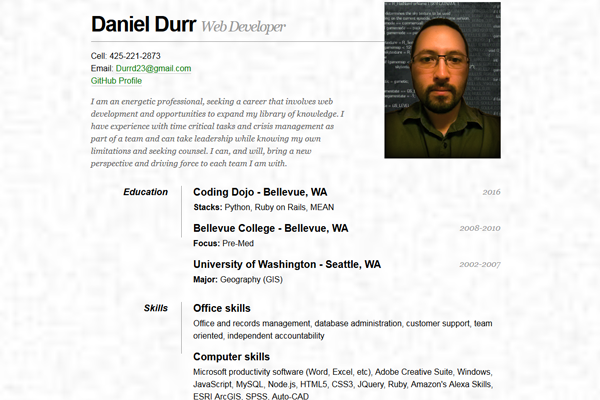 Daniel Durr Web Developer
Cell: 425-221-2873
Email: Durrd23@gmail.com
GitHub Profile
I am an energetic professional, seeking a career that involves web
development and opportunities to expand my library of knowledge. I
have experience with time critical tasks and crisis management as
part of a team and can take leadership while knowing my own
limitations and seeking counsel. I can, and will, bring a new
perspective and driving force to each team I am with.
Education
Coding Dojo - Bellevue, WA 2016
Stacks: Python, Ruby on Rails, MEAN
Bellevue College - Bellevue, WA 2008-2010
Focus: Pre-Med
University of Washington - Seattle, WA 2002-2007
Major: Geography (GIS)
Skills
Office skills
Office and records management, database administration, customer support, team
oriented, independent accountability
Computer skills
Microsoft productivity software (Word, Excel, etc), Adobe Creative Suite, Windows,
JavaScript, MySQL, Node.js, HTML5, CSS3, JQuery, Ruby, Amazon's Alexa Skills,
ESRI ArcGIS, SPSS, Auto-CAD